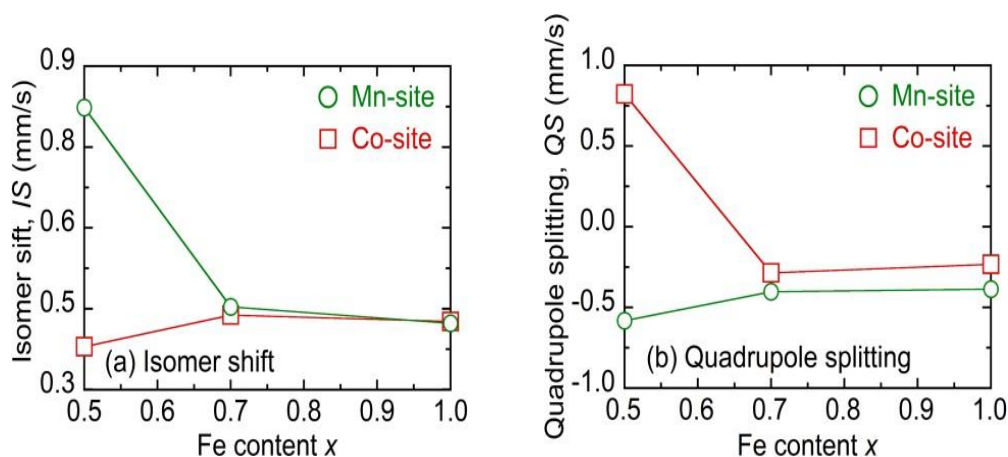 Isomer sift, IS (mm/s)
0.9
0.8
0.6
0.5
0.3
Mn-site
Co-site
(a) Isomer shift
0.5 0.6 0.7 0.8 0.9 1.0
Fe content x
Quadrupole splitting, QS (mm/s)
1.0
0.5
0.0
-0.5
-1.0
Mn-site
Co-site
(b) Quadrupole splitting
0.5 0.6 0.7 0.8 0.9 1.0
Fe content x